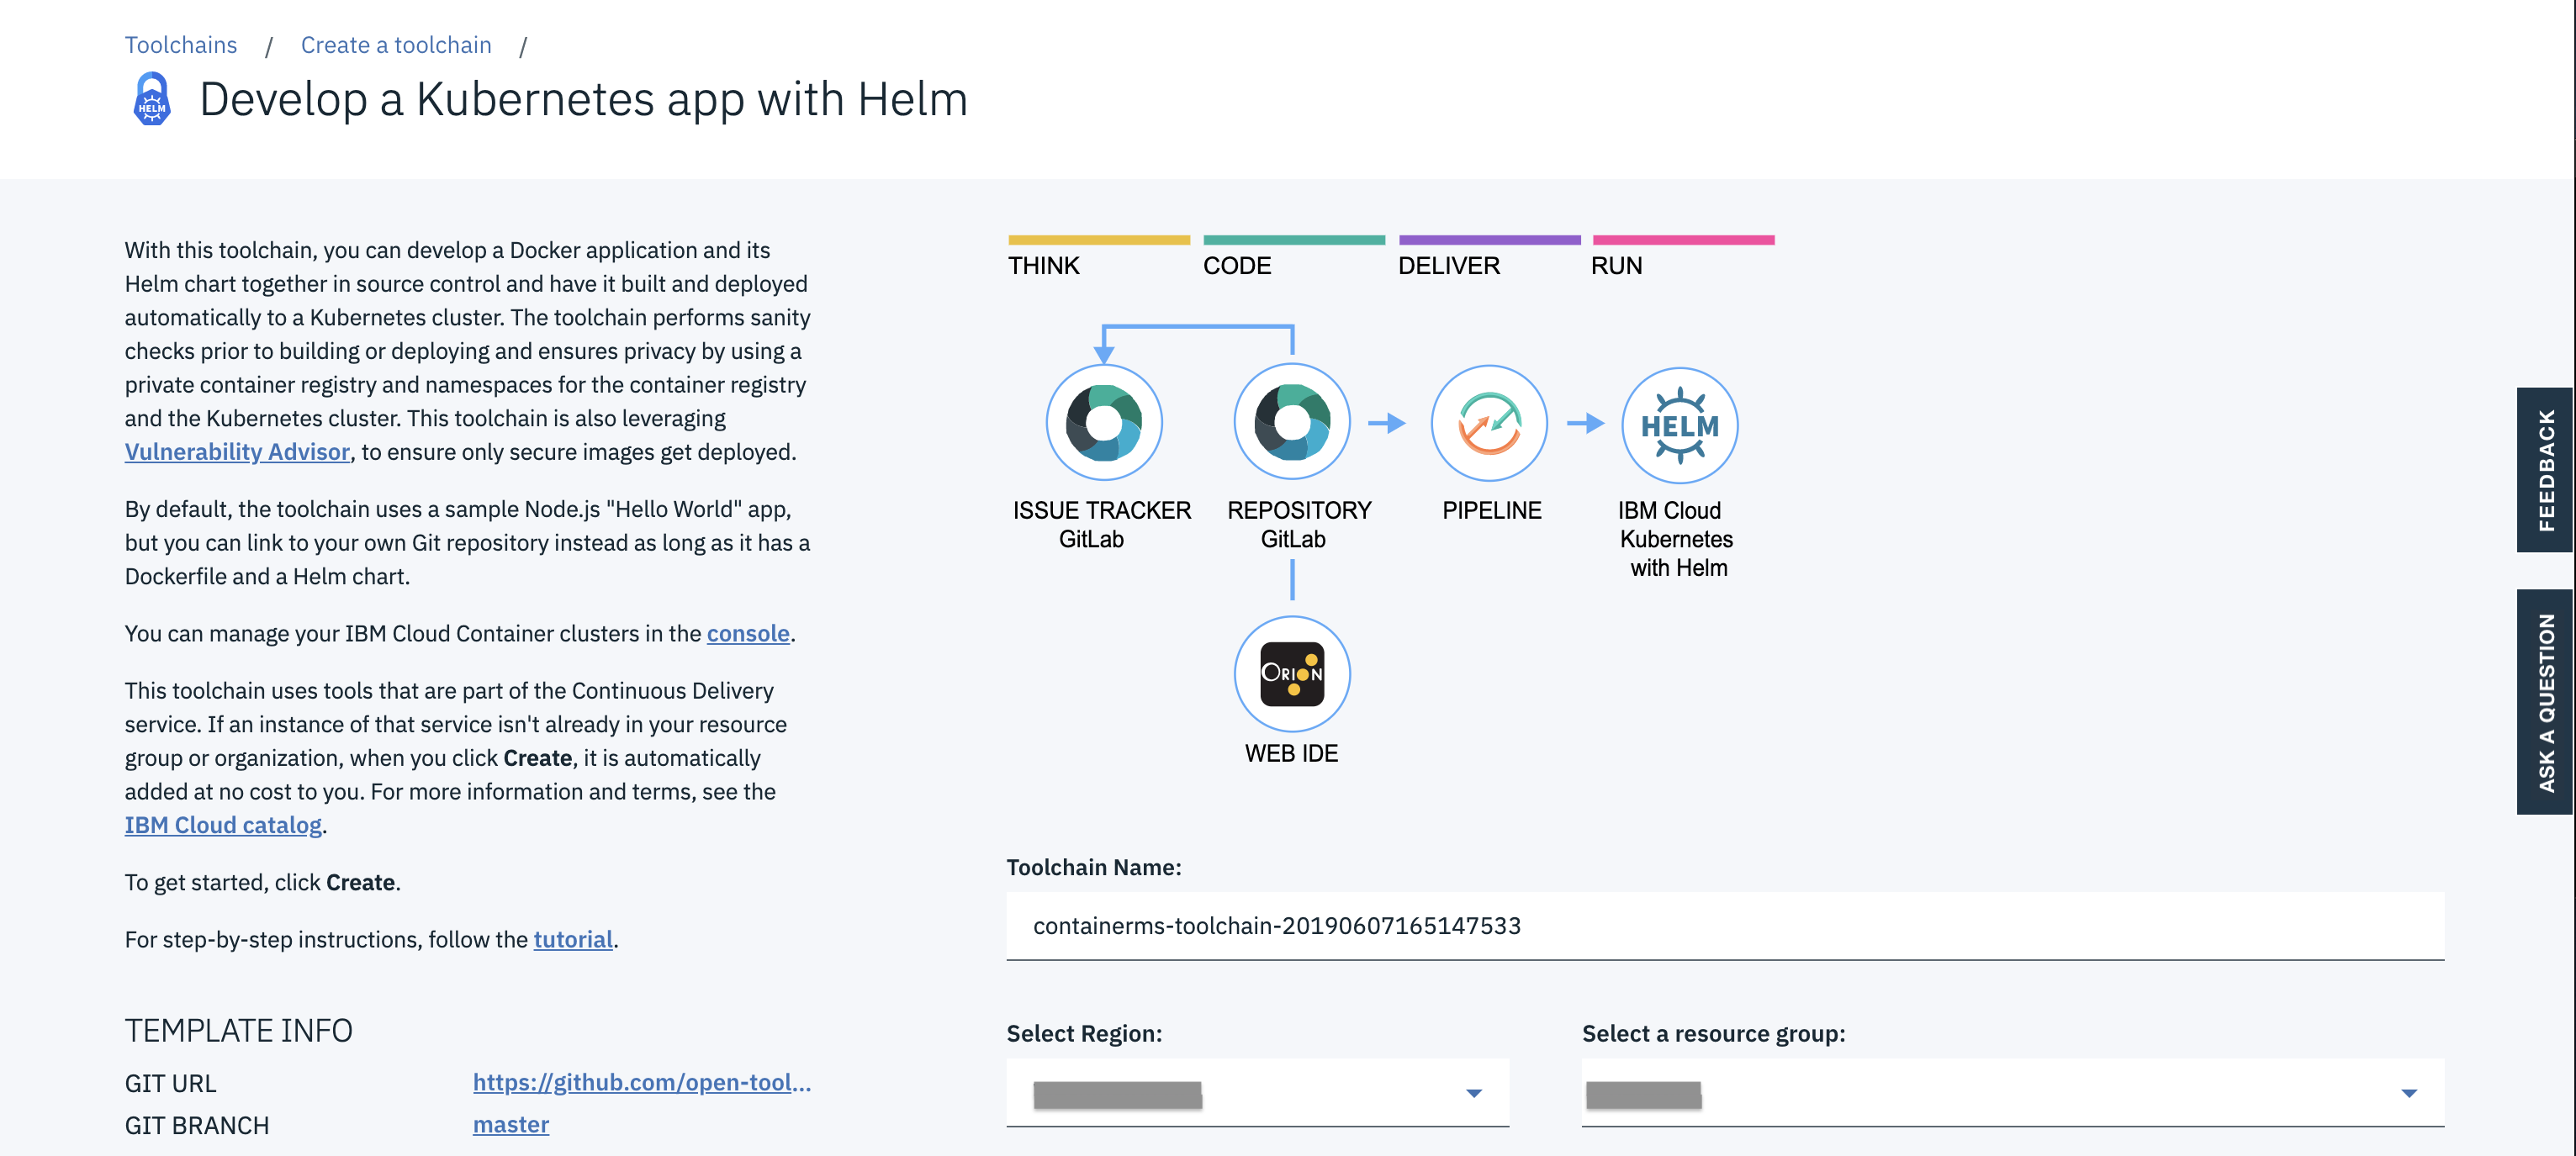 Toolchains / Create a toolchain /
HELM
Develop a Kubernetes app with Helm
With this toolchain, you can develop a Docker application and its
Helm chart together in source control and have it built and deployed
automatically to a Kubernetes cluster. The toolchain performs sanity
checks prior to building or deploying and ensures privacy by using a
private container registry and namespaces for the container registry
and the Kubernetes cluster. This toolchain is also leveraging
Vulnerability Advisor, to ensure only secure images get deployed.
By default, the toolchain uses a sample Node.js "Hello World" app,
but you can link to your own Git repository instead as long as it has a
Dockerfile and a Helm chart.
You can manage your IBM Cloud Container clusters in the console.
This toolchain uses tools that are part of the Continuous Delivery
service. If an instance of that service isn't already in your resource
group or organization, when you click Create, it is automatically
added at no cost to you. For more information and terms, see the
IBM Cloud catalog.
To get started, click Create.
For step-by-step instructions, follow the tutorial.
TEMPLATE INFO
GIT URL https://github.com/open-tool...
GIT BRANCH master
THINK CODE DELIVER RUN
HELM
ISSUE TRACKER
GitLab
REPOSITORY
GitLab
PIPELINE
IBM Cloud
Kubernetes
with Helm
ORION
WEB IDE
Toolchain Name:
containerms-toolchain-20190607165147533
Select Region:
Select a resource group:
FEEDBACK
ASK A QUESTION